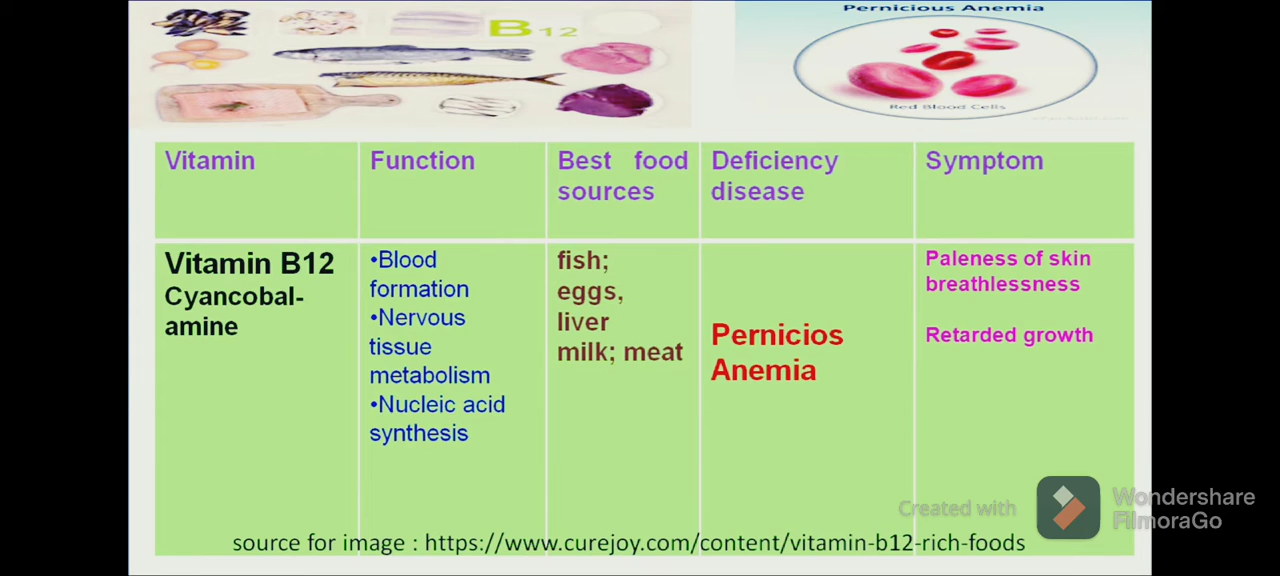 B12
Pernicious Anemia
Red Blood Cells
Vitamin
Function
Best food
sources
Deficiency
disease
Symptom
Vitamin B12
Cyancobal-
amine
•Blood
formation
•Nervous
tissue
metabolism
•Nucleic acid
synthesis
fish;
eggs,
liver
milk; meat
Pernicios
Anemia
Paleness of skin
breathlessness
Retarded growth
Created with
Wondershare
FilmoraGo
source for image : https://www.curejoy.com/content/vitamin-b12-rich-foods